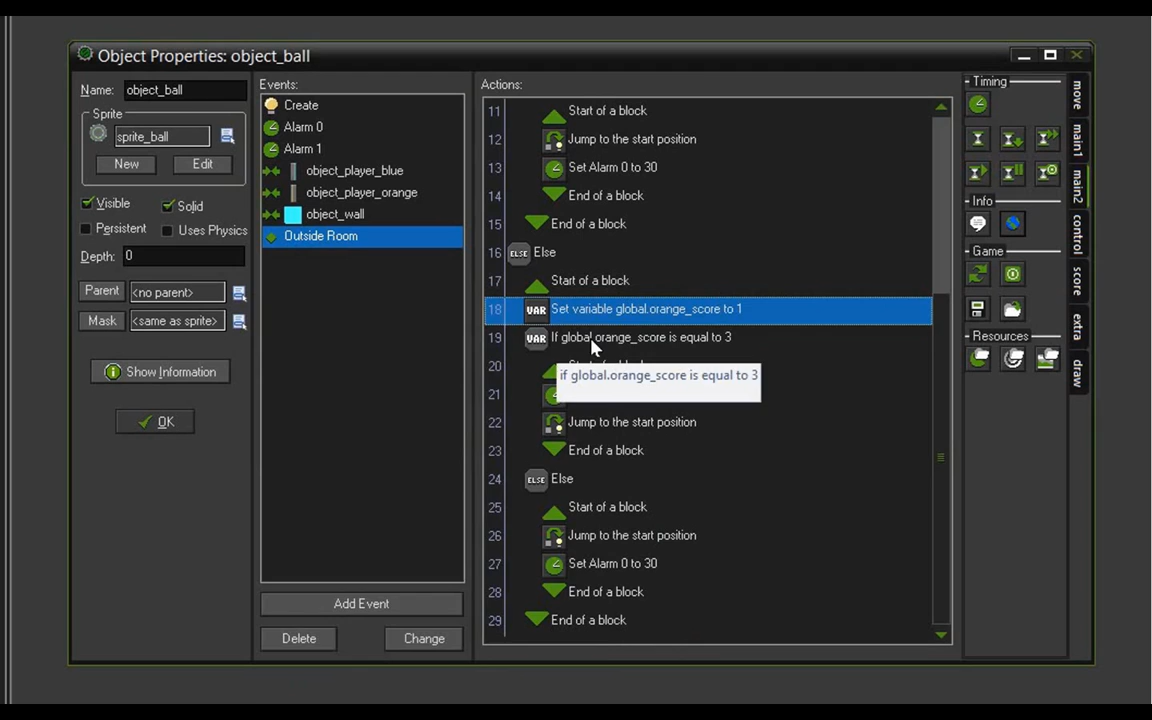 Object Properties: object_ball
Name: object_ball
Sprite
sprite_ball
New
Edit
Visible
Solid
Persistent
Uses Physics
Depth: 0
Parent
<no parent>
Mask
<same as sprite>
Show Information
OK
Events:
Create
Alarm 0
Alarm 1
object_player_blue
object_player_orange
object_wall
Outside Room
Add Event
Delete
Change
Actions:
11 Start of a block
12 Jump to the start position
13 Set Alarm 0 to 30
14 End of a block
15 End of a block
16 ELSE Else
17 Start of a block
18 VAR Set variable global.orange_score to 1
19 VAR If global.orange_score is equal to 3
20
if global.orange_score is equal to 3
21
22 Jump to the start position
23 End of a block
24 ELSE Else
25 Start of a block
26 Jump to the start position
27 Set Alarm 0 to 30
28 End of a block
29 End of a block
Timing
Info
Game
Resources
move
main1
main2
control
score
extra
draw